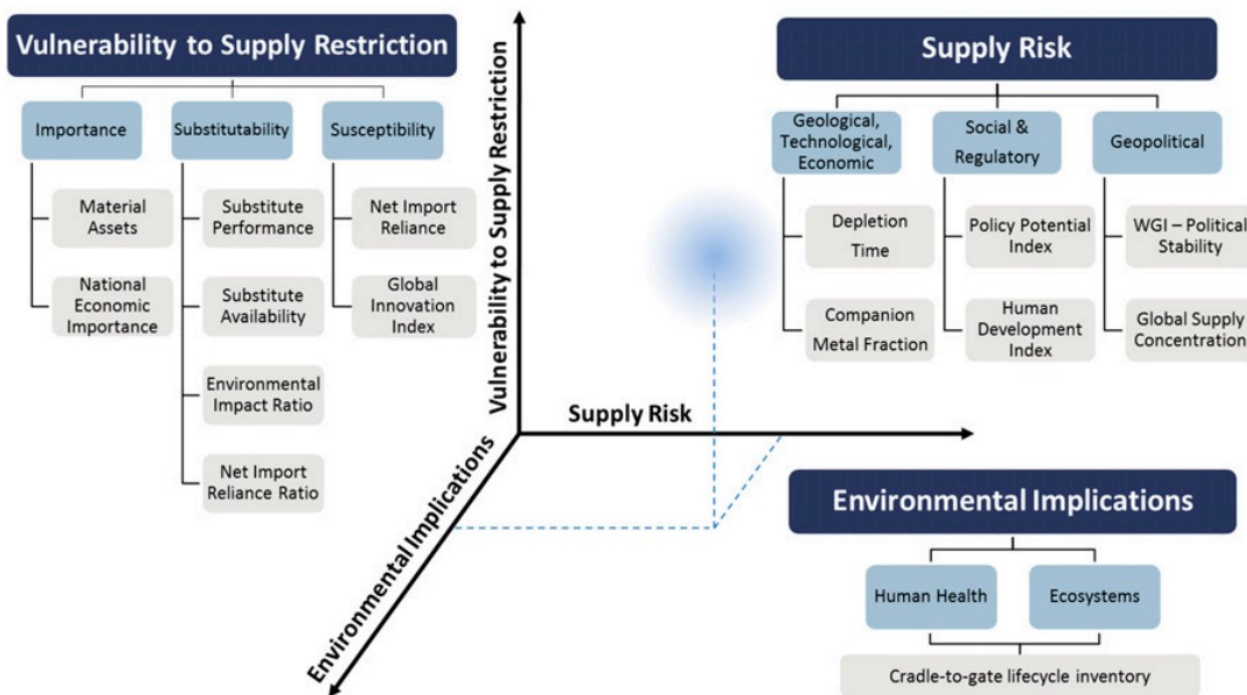 Vulnerability to Supply Restriction
Importance
Substitutability
Susceptibility
Material
Assets
National
Economic
Importance
Substitute
Performance
Substitute
Availability
Environmental
Impact Ratio
Net Import
Reliance Ratio
Net Import
Reliance
Global
Innovation
Index
Vulnerability to Supply Restriction
Supply Risk
Environmental Implications
Supply Risk
Geological,
Technological,
Economic
Social &
Regulatory
Geopolitical
Depletion
Time
Companion
Metal Fraction
Policy Potential
Index
Human
Development
Index
WGI – Political
Stability
Global Supply
Concentration
Environmental Implications
Human Health
Ecosystems
Cradle-to-gate lifecycle inventory